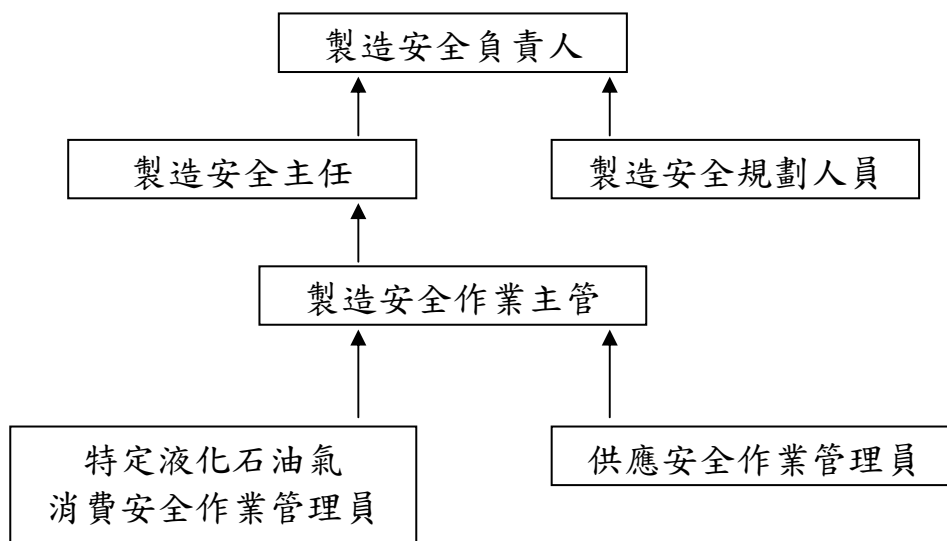 製造安全負責人
製造安全主任
製造安全規劃人員
製造安全作業主管
特定液化石油氣
消費安全作業管理員
供應安全作業管理員